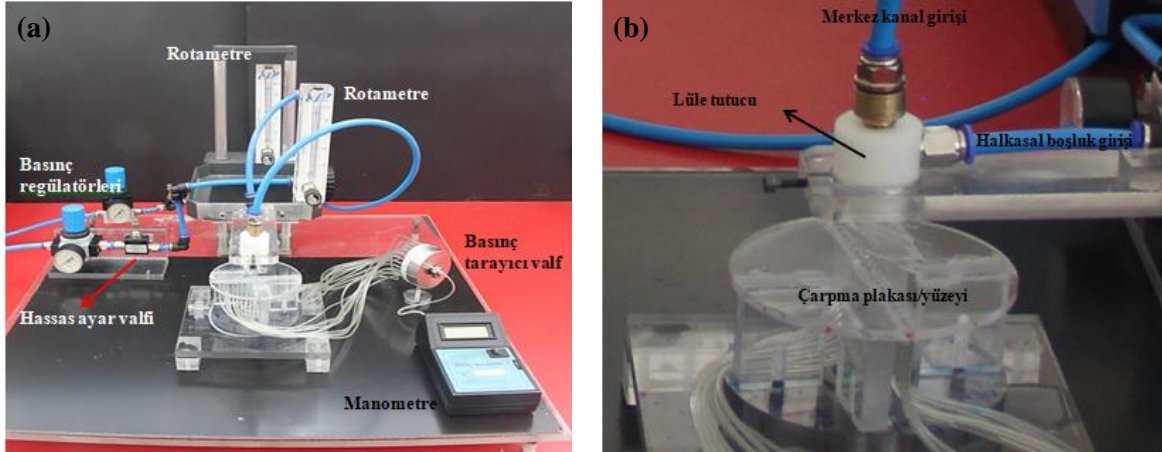 (a)
Rotametre
Rotametre
Basınç
regülatörleri
Basınç
tarayıcı valf
Hassas ayar valfi
Manometre
(b)
Merkez kanal girişi
Lüle tutucu
Halkasal boşluk girişi
Çarpma plakası/yüzeyi